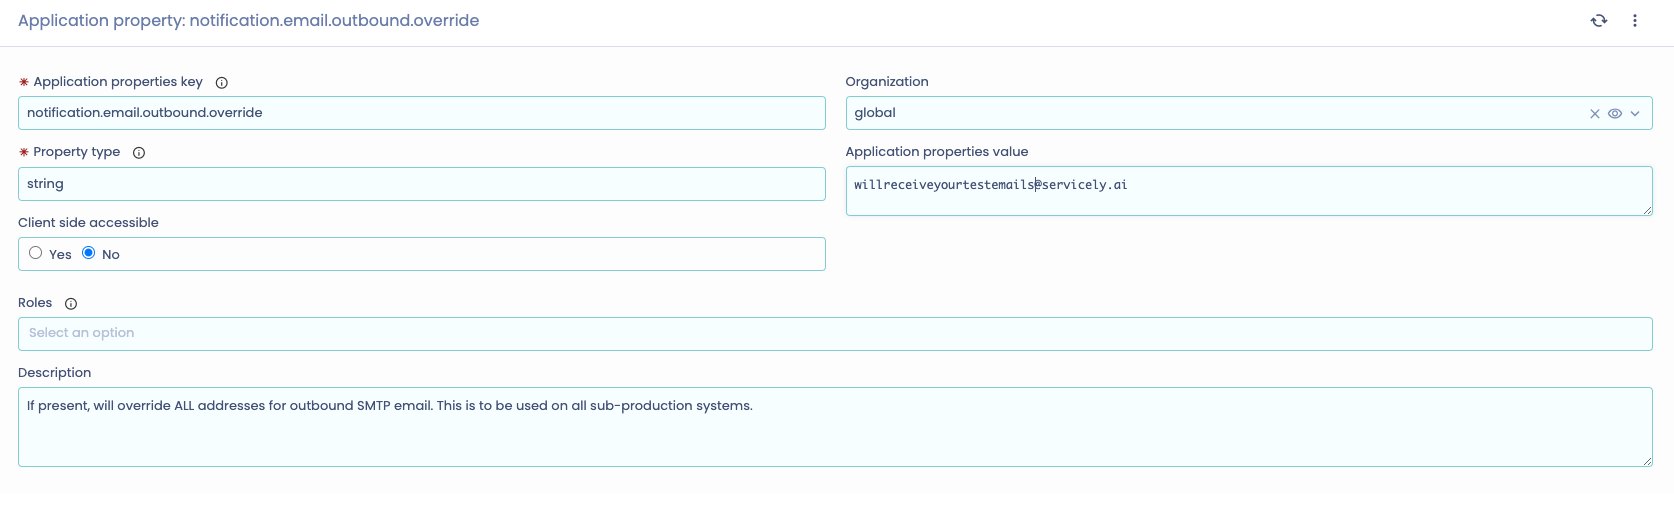 Application property: notification.email.outbound.override
* Application properties key
notification.email.outbound.override
Organization
global
* Property type
string
Application properties value
willreceiveyourtestemails@servicely.ai
Client side accessible
Yes No
Roles
Select an option
Description
If present, will override ALL addresses for outbound SMTP email. This is to be used on all sub-production systems.